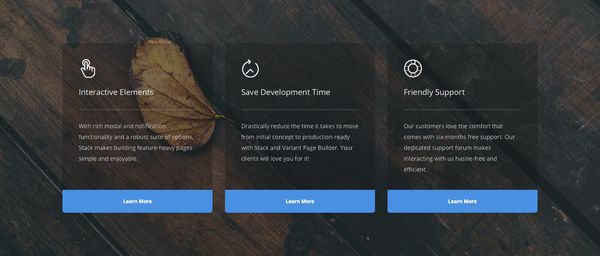 Interactive Elements
With rich modal and notification
functionality and a robust suite of options,
Stack makes building feature-heavy pages
simple and enjoyable.
Learn More
Save Development Time
Drastically reduce the time it takes to move
from initial concept to production-ready
with Stack and Variant Page Builder. Your
clients will love you for it!
Learn More
Friendly Support
Our customers love the comfort that
comes with six-months free support. Our
dedicated support forum makes
interacting with us hassle-free and
efficient.
Learn More